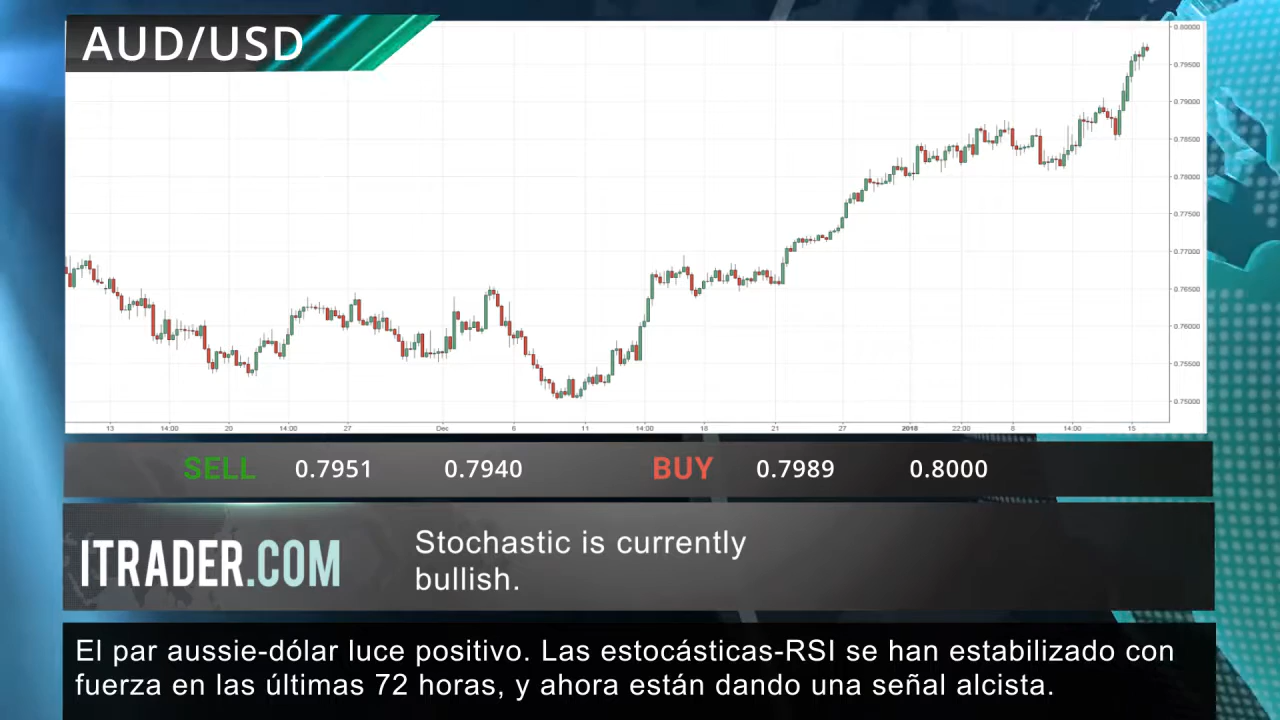 AUD/USD
0.80000
0.79500
0.79000
0.78500
0.78000
0.77500
0.77000
0.76500
0.76000
0.75500
0.75000
13 14:00 20 14:00 27 Dec 6 11 14:00 18 21 27 2018 22:00 8 14:00 15
SELL 0.7951 0.7940 BUY 0.7989 0.8000
ITRADER.COM
Stochastic is currently
bullish.
El par aussie-dólar luce positivo. Las estocásticas-RSI se han estabilizado con
fuerza en las últimas 72 horas, y ahora están dando una señal alcista.